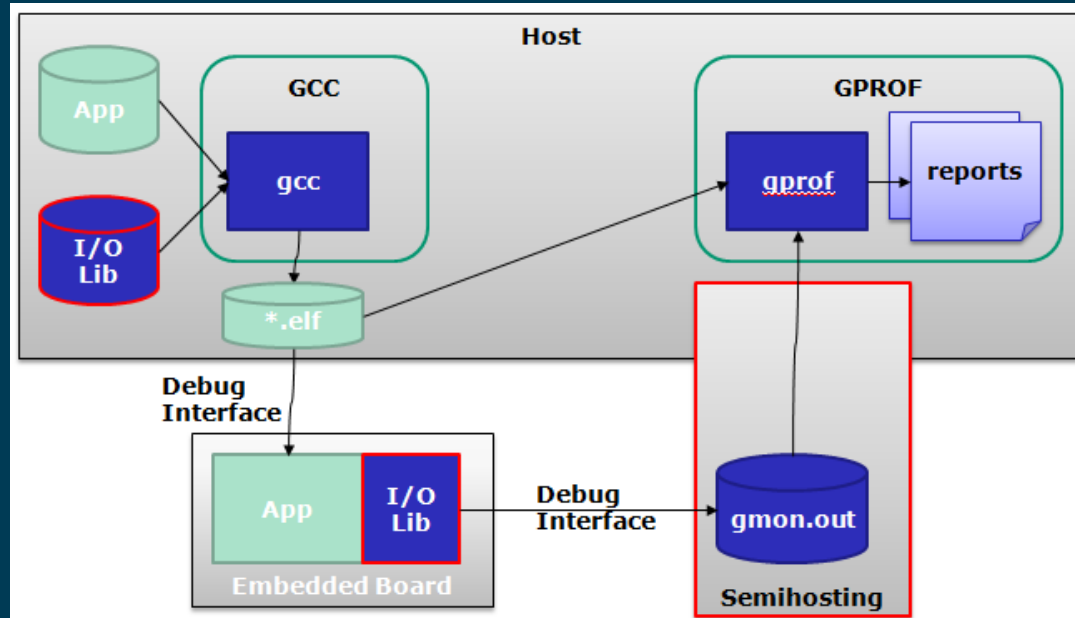 Host
App
GCC
gcc
I/O
Lib
*.elf
GPROF
gprof
reports
Debug
Interface
App
I/O
Lib
Embedded Board
Debug
Interface
gmon.out
Semihosting